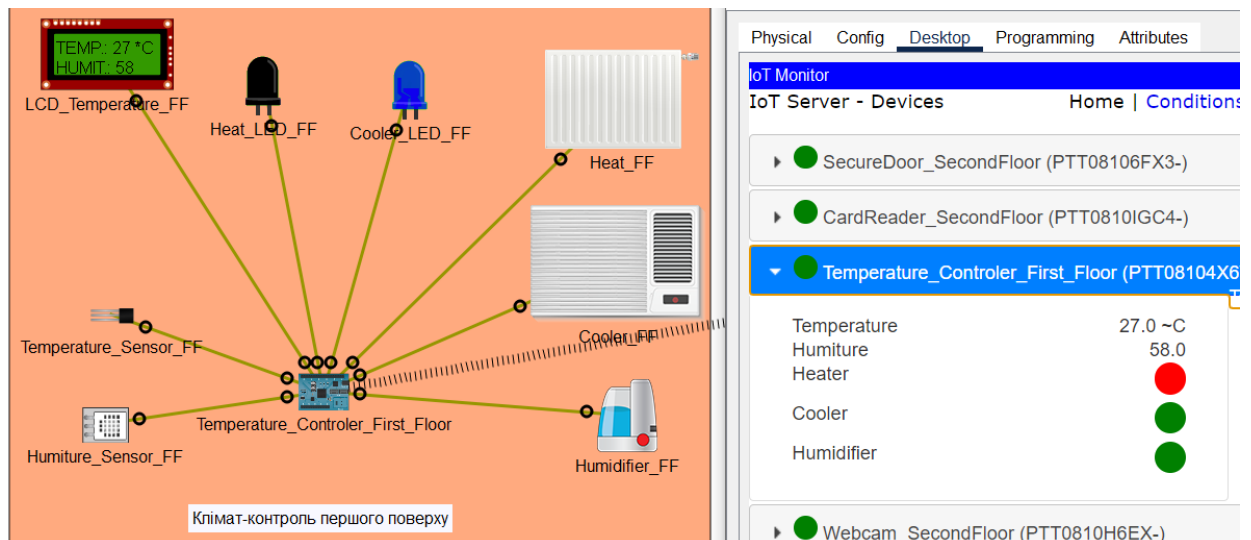 TEMP.: 27 *C
HUMIT.: 58
LCD_Temperature_FF
Heat_LED_FF
Cooler_LED_FF
Heat_FF
Cooler_FF
Temperature_Sensor_FF
Temperature_Controler_First_Floor
Humiture_Sensor_FF
Humidifier_FF
Клімат-контроль першого поверху
Physical Config Desktop Programming Attributes
IoT Monitor
IoT Server - Devices Home | Conditions
SecureDoor_SecondFloor (PTT08106FX3-)
CardReader_SecondFloor (PTT0810IGC4-)
Temperature_Controler_First_Floor (PTT08104X6
Temperature 27.0 ~C
Humiture 58.0
Heater
Cooler
Humidifier
Webcam_SecondFloor (PTT0810H6EX-)